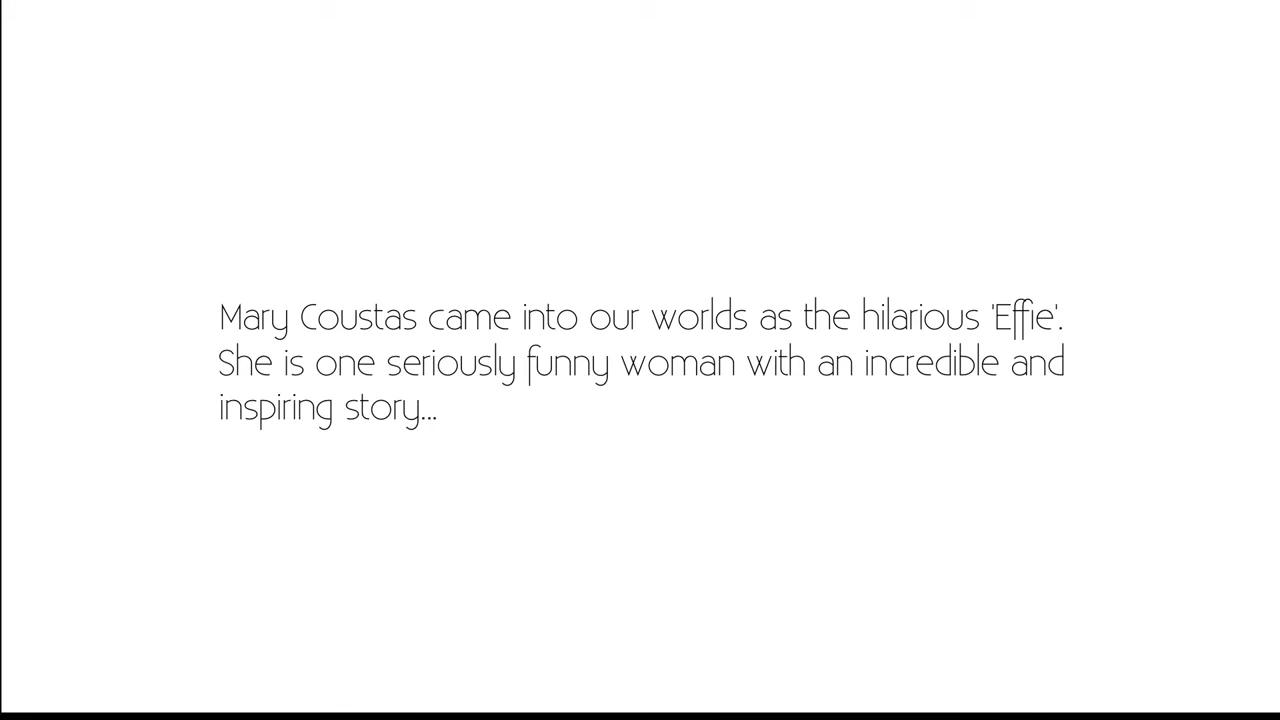 Mary Coustas came into our worlds as the hilarious 'Effie'.
She is one seriously funny woman with an incredible and
inspiring story...